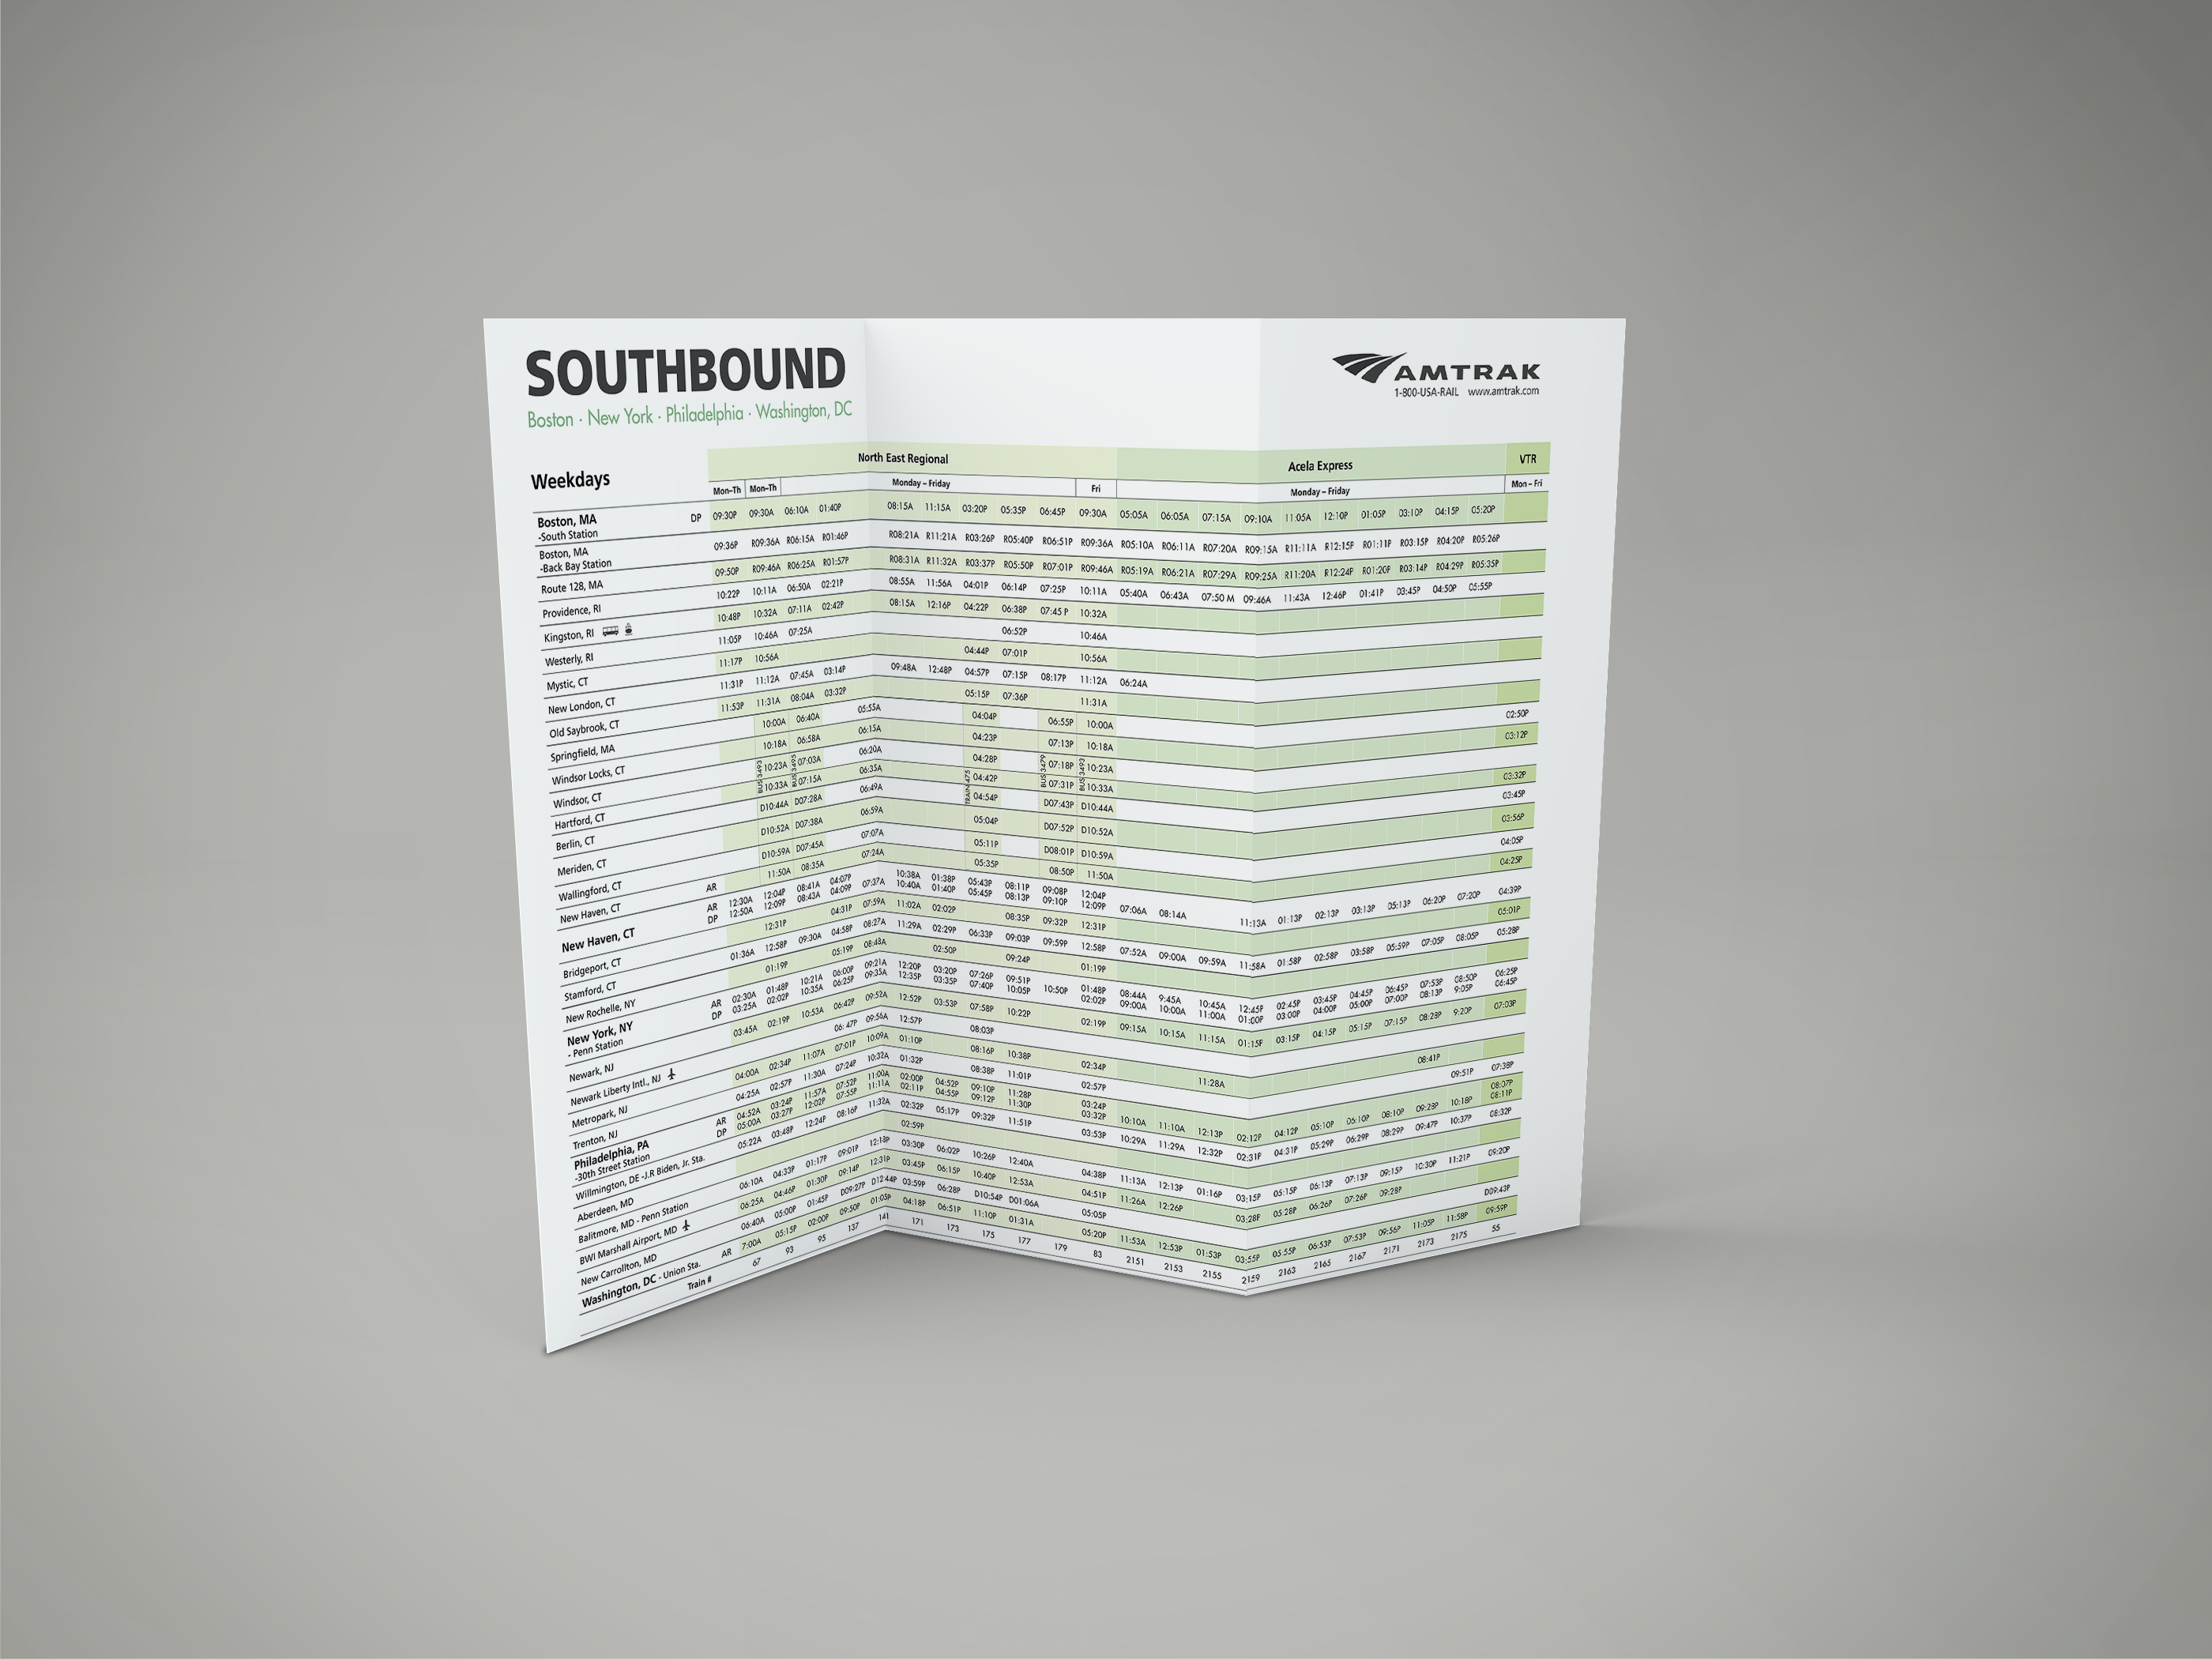 SOUTHBOUND
Boston · New York · Philadelphia · Washington, DC
AMTRAK
1-800-USA-RAIL www.amtrak.com
Weekdays
North East Regional Acela Express VTR
Mon–Th Mon–Th Monday – Friday Fri Monday – Friday Mon – Fri
Boston, MA DP 09:30P 09:30A 06:10A 01:40P 08:15A 11:15A 03:20P 05:35P 06:45P 09:30A 05:05A 06:05A 07:15A 09:10A 11:05A 12:10P 01:05P 03:10P 04:15P 05:20P
-South Station
Boston, MA 09:36P R09:36A R06:15A R01:46P R08:21A R11:21A R03:26P R05:40P R06:51P R09:36A R05:10A R06:11A R07:20A R09:15A R11:11A R12:15P R01:11P R03:15P R04:20P R05:26P
-Back Bay Station
Route 128, MA 09:50P R09:46A R06:25A R01:57P R08:31A R11:32A R03:37P R05:50P R07:01P R09:46A R05:19A R06:21A R07:29A R09:25A R11:20A R12:24P R01:20P R03:14P R04:29P R05:35P
Providence, RI 10:22P 10:11A 06:50A 02:21P 08:55A 11:56A 04:01P 06:14P 07:25P 10:11A 05:40A 06:43A 07:50 M 09:46A 11:43A 12:46P 01:41P 03:45P 04:50P 05:55P
Kingston, RI 10:48P 10:32A 07:11A 02:42P 08:15A 12:16P 04:22P 06:38P 07:45 P 10:32A
Westerly, RI 11:05P 10:46A 07:25A 06:52P 10:46A
Mystic, CT 11:17P 10:56A 04:44P 07:01P 10:56A
New London, CT 11:31P 11:12A 07:45A 03:14P 09:48A 12:48P 04:57P 07:15P 08:17P 11:12A 06:24A
Old Saybrook, CT 11:53P 11:31A 08:04A 03:32P 05:15P 07:36P 11:31A
Springfield, MA 10:00A 06:40A 05:55A 04:04P 06:55P 10:00A 02:50P
Windsor Locks, CT 10:18A 06:58A 06:15A 04:23P 07:13P 10:18A 03:12P
Windsor, CT BUS 3493 10:23A BUS 3495 07:03A 06:20A 04:28P BUS 3479 07:18P BUS 3493 10:23A
Hartford, CT 10:33A 07:15A 06:35A TRAIN 475 04:42P 07:31P 10:33A 03:32P
Berlin, CT D10:44A D07:28A 06:49A 04:54P D07:43P D10:44A 03:45P
Meriden, CT D10:52A D07:38A 06:59A 05:04P D07:52P D10:52A 03:56P
Wallingford, CT D10:59A D07:45A 07:07A 05:11P D08:01P D10:59A 04:05P
New Haven, CT AR 11:50A 08:35A 07:24A 05:35P 08:50P 11:50A 04:25P
New Haven, CT AR 12:30A 12:04P 08:41A 04:07P 07:37A 10:38A 01:38P 05:43P 08:11P 09:08P 12:04P 07:06A 08:14A 11:13A 01:13P 02:13P 03:13P 05:13P 06:20P 07:20P 04:39P
DP 12:50A 12:09P 08:43A 04:09P 10:40A 01:40P 05:45P 08:13P 09:10P 12:09P
Bridgeport, CT 12:31P 04:31P 07:59A 11:02A 02:02P 08:35P 09:32P 12:31P 05:01P
Stamford, CT 01:36A 12:58P 09:30A 04:58P 08:27A 11:29A 02:29P 06:33P 09:03P 09:59P 12:58P 07:52A 09:00A 09:59A 11:58A 01:58P 02:58P 03:58P 05:59P 07:05P 08:05P 05:28P
New Rochelle, NY 01:19P 05:19P 08:48A 02:50P 09:24P 01:19P
New York, NY AR 02:30A 01:48P 10:21A 06:00P 09:21A 12:20P 03:20P 07:26P 09:51P 10:50P 01:48P 08:44A 9:45A 10:45A 12:45P 02:45P 03:45P 04:45P 06:45P 07:53P 08:50P 06:25P
- Penn Station DP 03:25A 02:02P 10:35A 06:25P 09:35A 12:35P 03:35P 07:40P 10:05P 02:02P 09:00A 10:00A 11:00A 01:00P 03:00P 04:00P 05:00P 07:00P 08:13P 9:05P 06:45P
Newark, NJ 03:45A 02:19P 10:53A 06:42P 09:52A 12:52P 03:53P 07:58P 10:22P 02:19P 09:15A 10:15A 11:15A 01:15P 03:15P 04:15P 05:15P 07:15P 08:28P 9:20P 07:03P
Newark Liberty Intl., NJ 06:47P 09:56A 12:57P 08:03P
Metropark, NJ 04:00A 02:34P 11:07A 07:01P 10:09A 01:10P 08:16P 10:38P 02:34P 11:28A 08:41P
Trenton, NJ 04:25A 02:57P 11:30A 07:24P 10:32A 01:32P 08:38P 11:01P 02:57P 09:51P 07:38P
Philadelphia, PA AR 04:52A 03:24P 11:57A 07:52P 11:00A 02:00P 04:52P 09:10P 11:28P 03:24P 10:10A 11:10A 12:13P 02:12P 04:12P 05:10P 06:10P 08:10P 09:23P 10:18P 08:07P
-30th Street Station DP 05:00A 03:27P 12:02P 07:55P 11:11A 02:11P 04:55P 09:12P 11:30P 03:32P 08:11P
Willmington, DE -J.R Biden, Jr. Sta. 05:22A 03:48P 12:24P 08:16P 11:32A 02:32P 05:17P 09:32P 11:51P 03:53P 10:29A 11:29A 12:32P 02:31P 04:31P 05:29P 06:29P 08:29P 09:47P 10:37P 08:32P
Aberdeen, MD 02:59P
Balitmore, MD - Penn Station 06:10A 04:33P 01:17P 09:01P 12:18P 03:30P 06:02P 10:26P 12:40A 04:38P 11:13A 12:13P 01:16P 03:15P 05:15P 06:13P 07:13P 09:15P 10:30P 11:21P 09:20P
BWI Marshall Airport, MD 06:25A 04:46P 01:30P 09:14P 12:31P 03:45P 06:15P 10:40P 12:53A 04:51P 11:26A 12:26P 03:28P 05:28P 06:26P 07:26P 09:28P
New Carrollton, MD 06:40A 05:00P 01:45P D09:27P D12:44P 03:59P 06:28P D10:54P D01:06A 05:05P D09:43P
Washington, DC - Union Sta. AR 7:00A 05:15P 02:00P 09:50P 01:03P 04:18P 06:51P 11:10P 01:31A 05:20P 11:53A 12:53P 01:53P 03:55P 05:55P 06:53P 07:53P 09:56P 11:05P 11:58P 09:59P
Train # 67 93 95 137 141 171 173 175 177 179 83 2151 2153 2155 2159 2163 2165 2167 2171 2173 2175 55